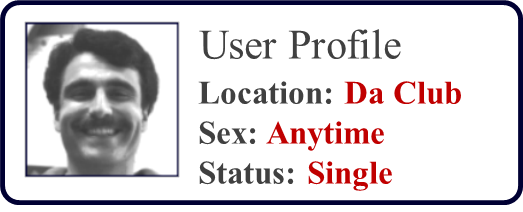 User Profile
Location: Da Club
Sex: Anytime
Status: Single